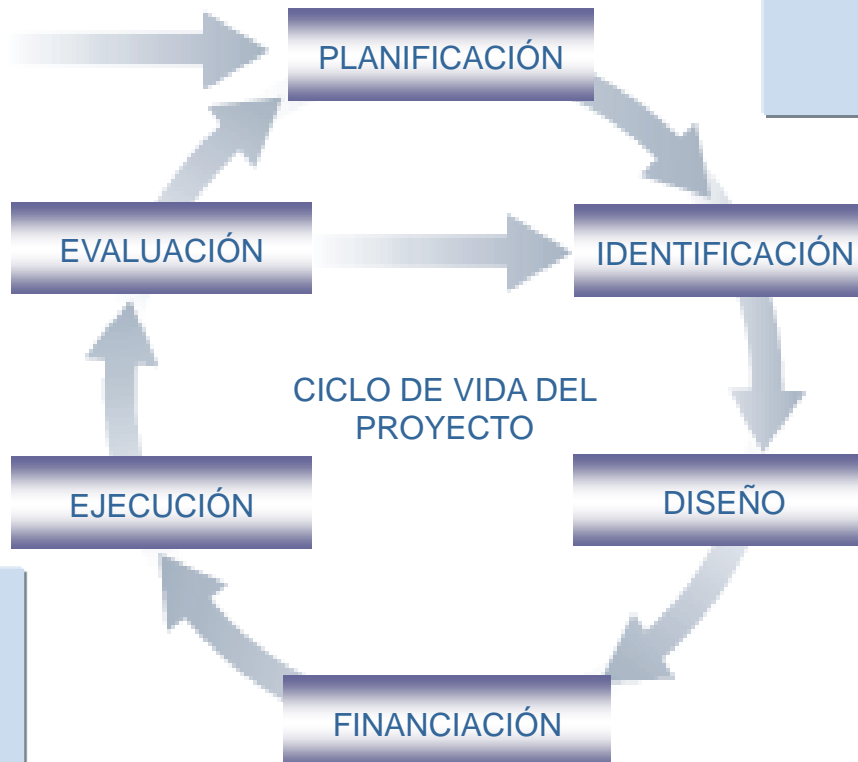 PLANIFICACIÓN
EVALUACIÓN
IDENTIFICACIÓN
CICLO DE VIDA DEL
PROYECTO
EJECUCIÓN
DISEÑO
FINANCIACIÓN